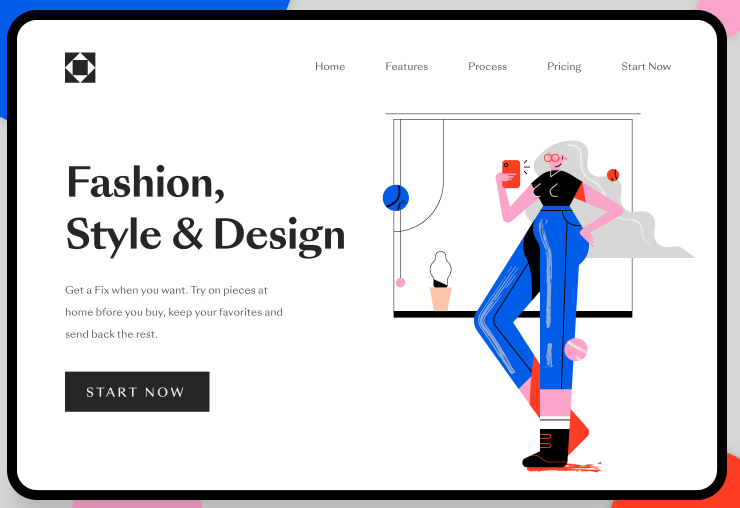 Home Features Process Pricing Start Now
Fashion,
Style & Design
Get a Fix when you want. Try on pieces at
home bfore you buy, keep your favorites and
send back the rest.
START NOW